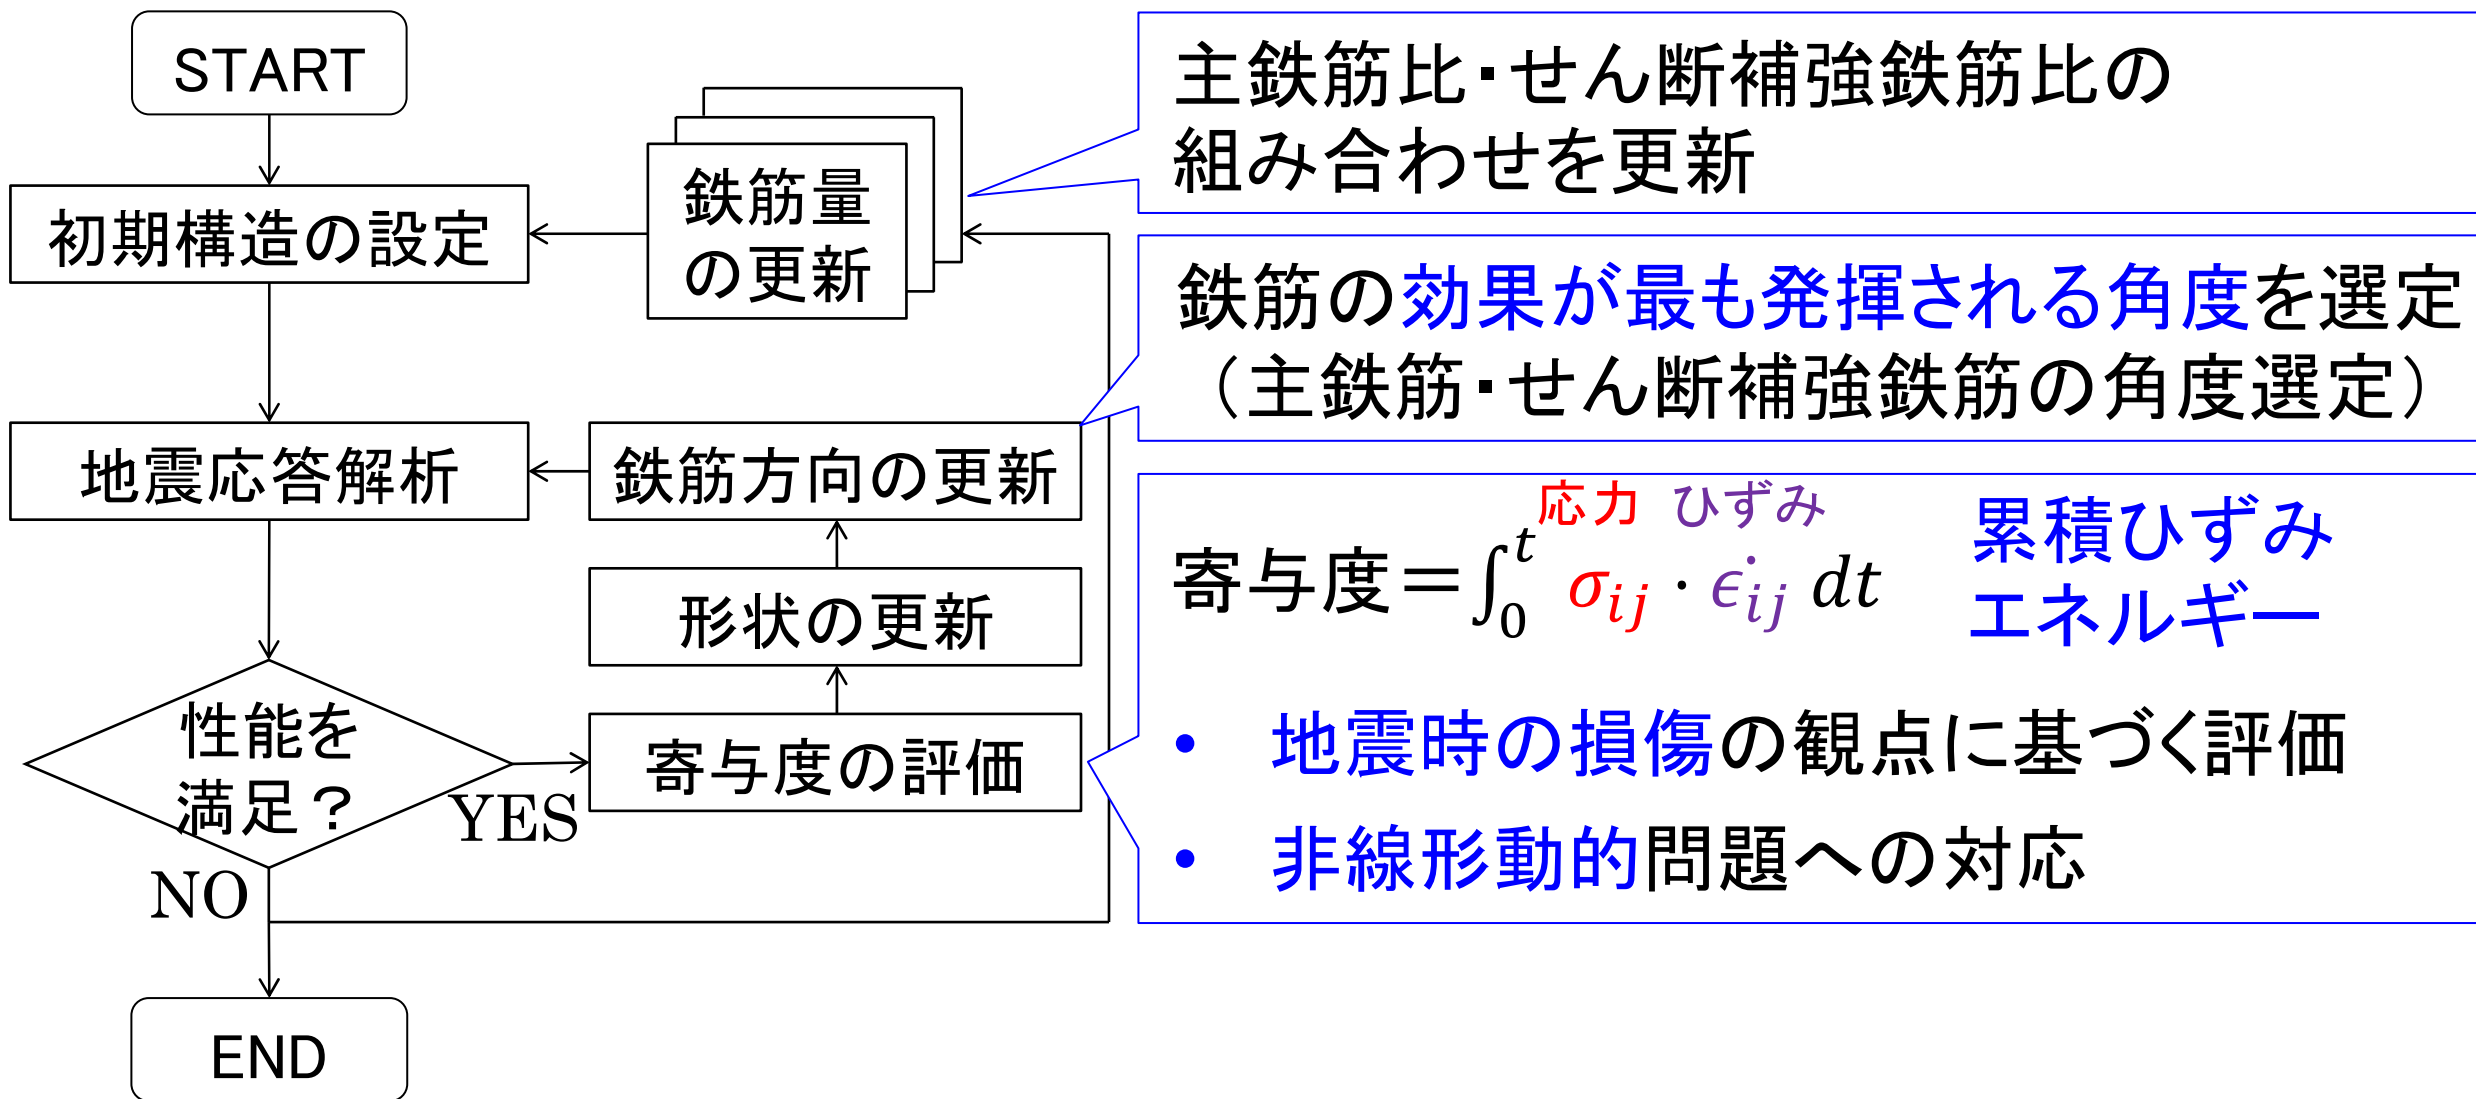 START
初期構造の設定
鉄筋量
の更新
地震応答解析
鉄筋方向の更新
形状の更新
寄与度の評価
性能を
満足？
YES
NO
END
主鉄筋比・せん断補強鉄筋比の
組み合わせを更新
鉄筋の効果が最も発揮される角度を選定
（主鉄筋・せん断補強鉄筋の角度選定）
応力 ひずみ
寄与度＝∫₀ᵗ σᵢⱼ · ϵ̇ᵢⱼ dt
累積ひずみ
エネルギー
• 地震時の損傷の観点に基づく評価
• 非線形動的問題への対応